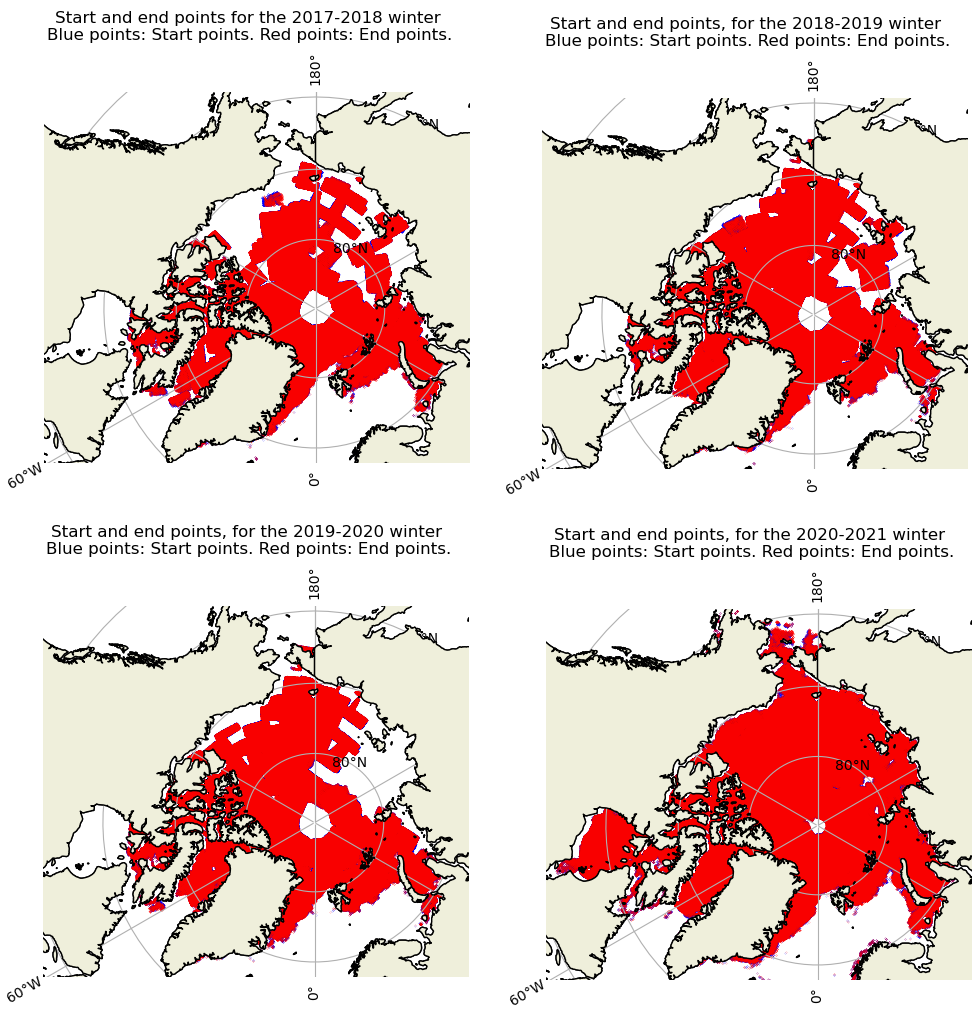 Start and end points for the 2017-2018 winter
Blue points: Start points. Red points: End points.
180°
N
80°N
60°W
0°
Start and end points, for the 2018-2019 winter
Blue points: Start points. Red points: End points.
180°
N
80°N
60°W
0°
Start and end points, for the 2019-2020 winter
Blue points: Start points. Red points: End points.
180°
N
80°N
60°W
0°
Start and end points, for the 2020-2021 winter
Blue points: Start points. Red points: End points.
180°
N
80°N
60°W
0°